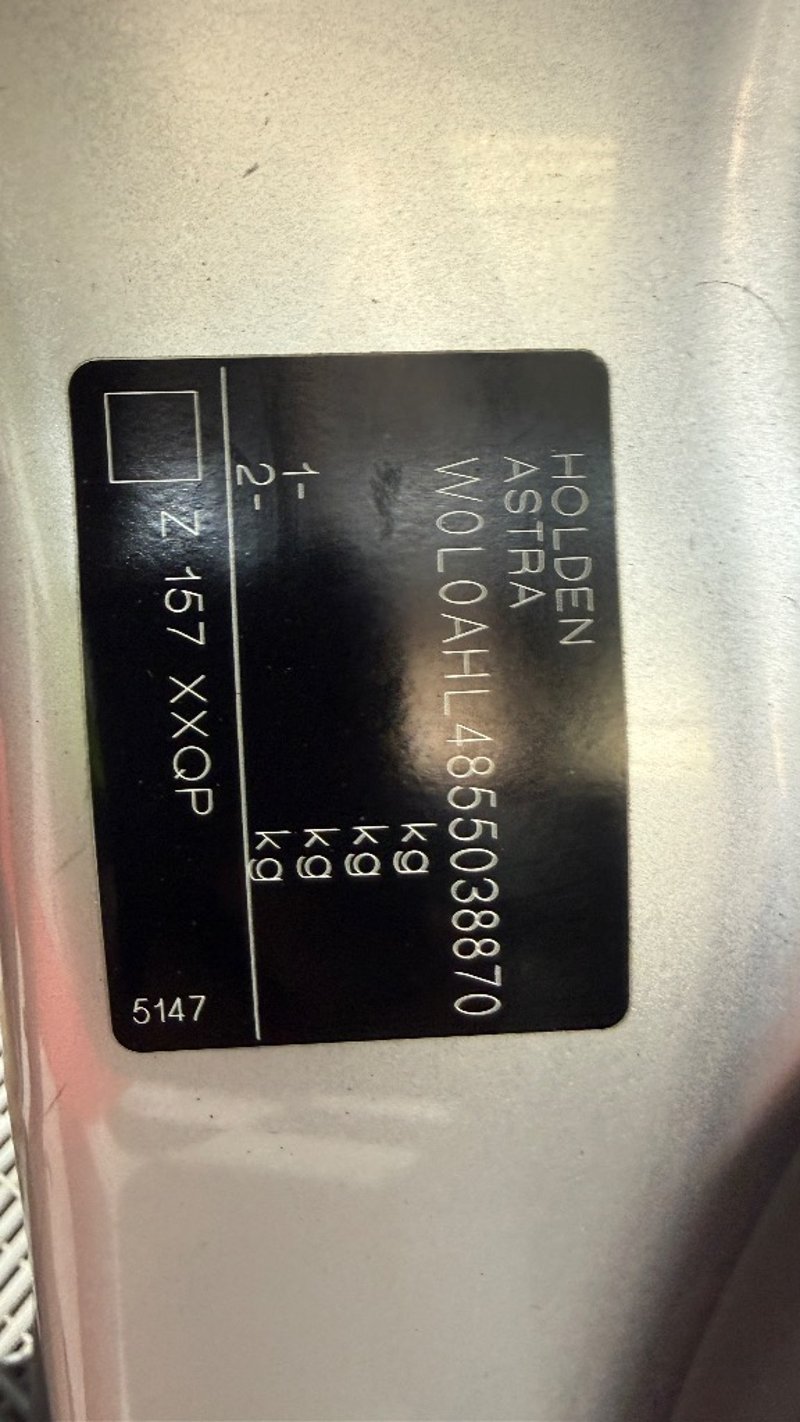 HOLDEN
ASTRA
W0L0AHL4855038870
kg
kg
1- kg
2- kg
Z 157 XXQP
5147